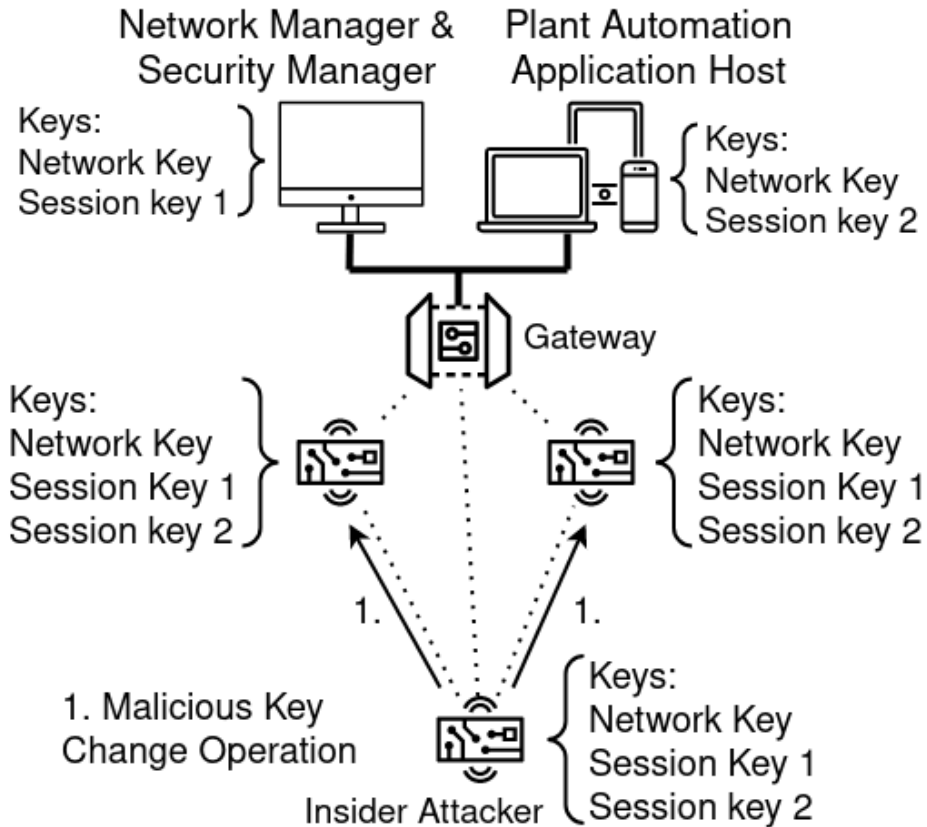 Network Manager &
Security Manager
Plant Automation
Application Host
Keys:
Network Key
Session key 1
Keys:
Network Key
Session key 2
Gateway
Keys:
Network Key
Session Key 1
Session key 2
Keys:
Network Key
Session Key 1
Session key 2
1.
1.
1. Malicious Key
Change Operation
Keys:
Network Key
Session Key 1
Session key 2
Insider Attacker